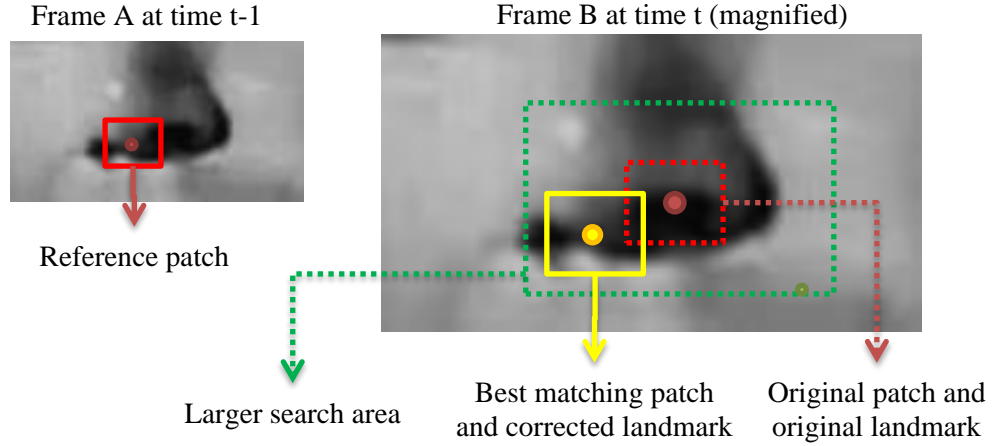 Frame A at time t-1
Frame B at time t (magnified)
Reference patch
Larger search area
Best matching patch
and corrected landmark
Original patch and
original landmark